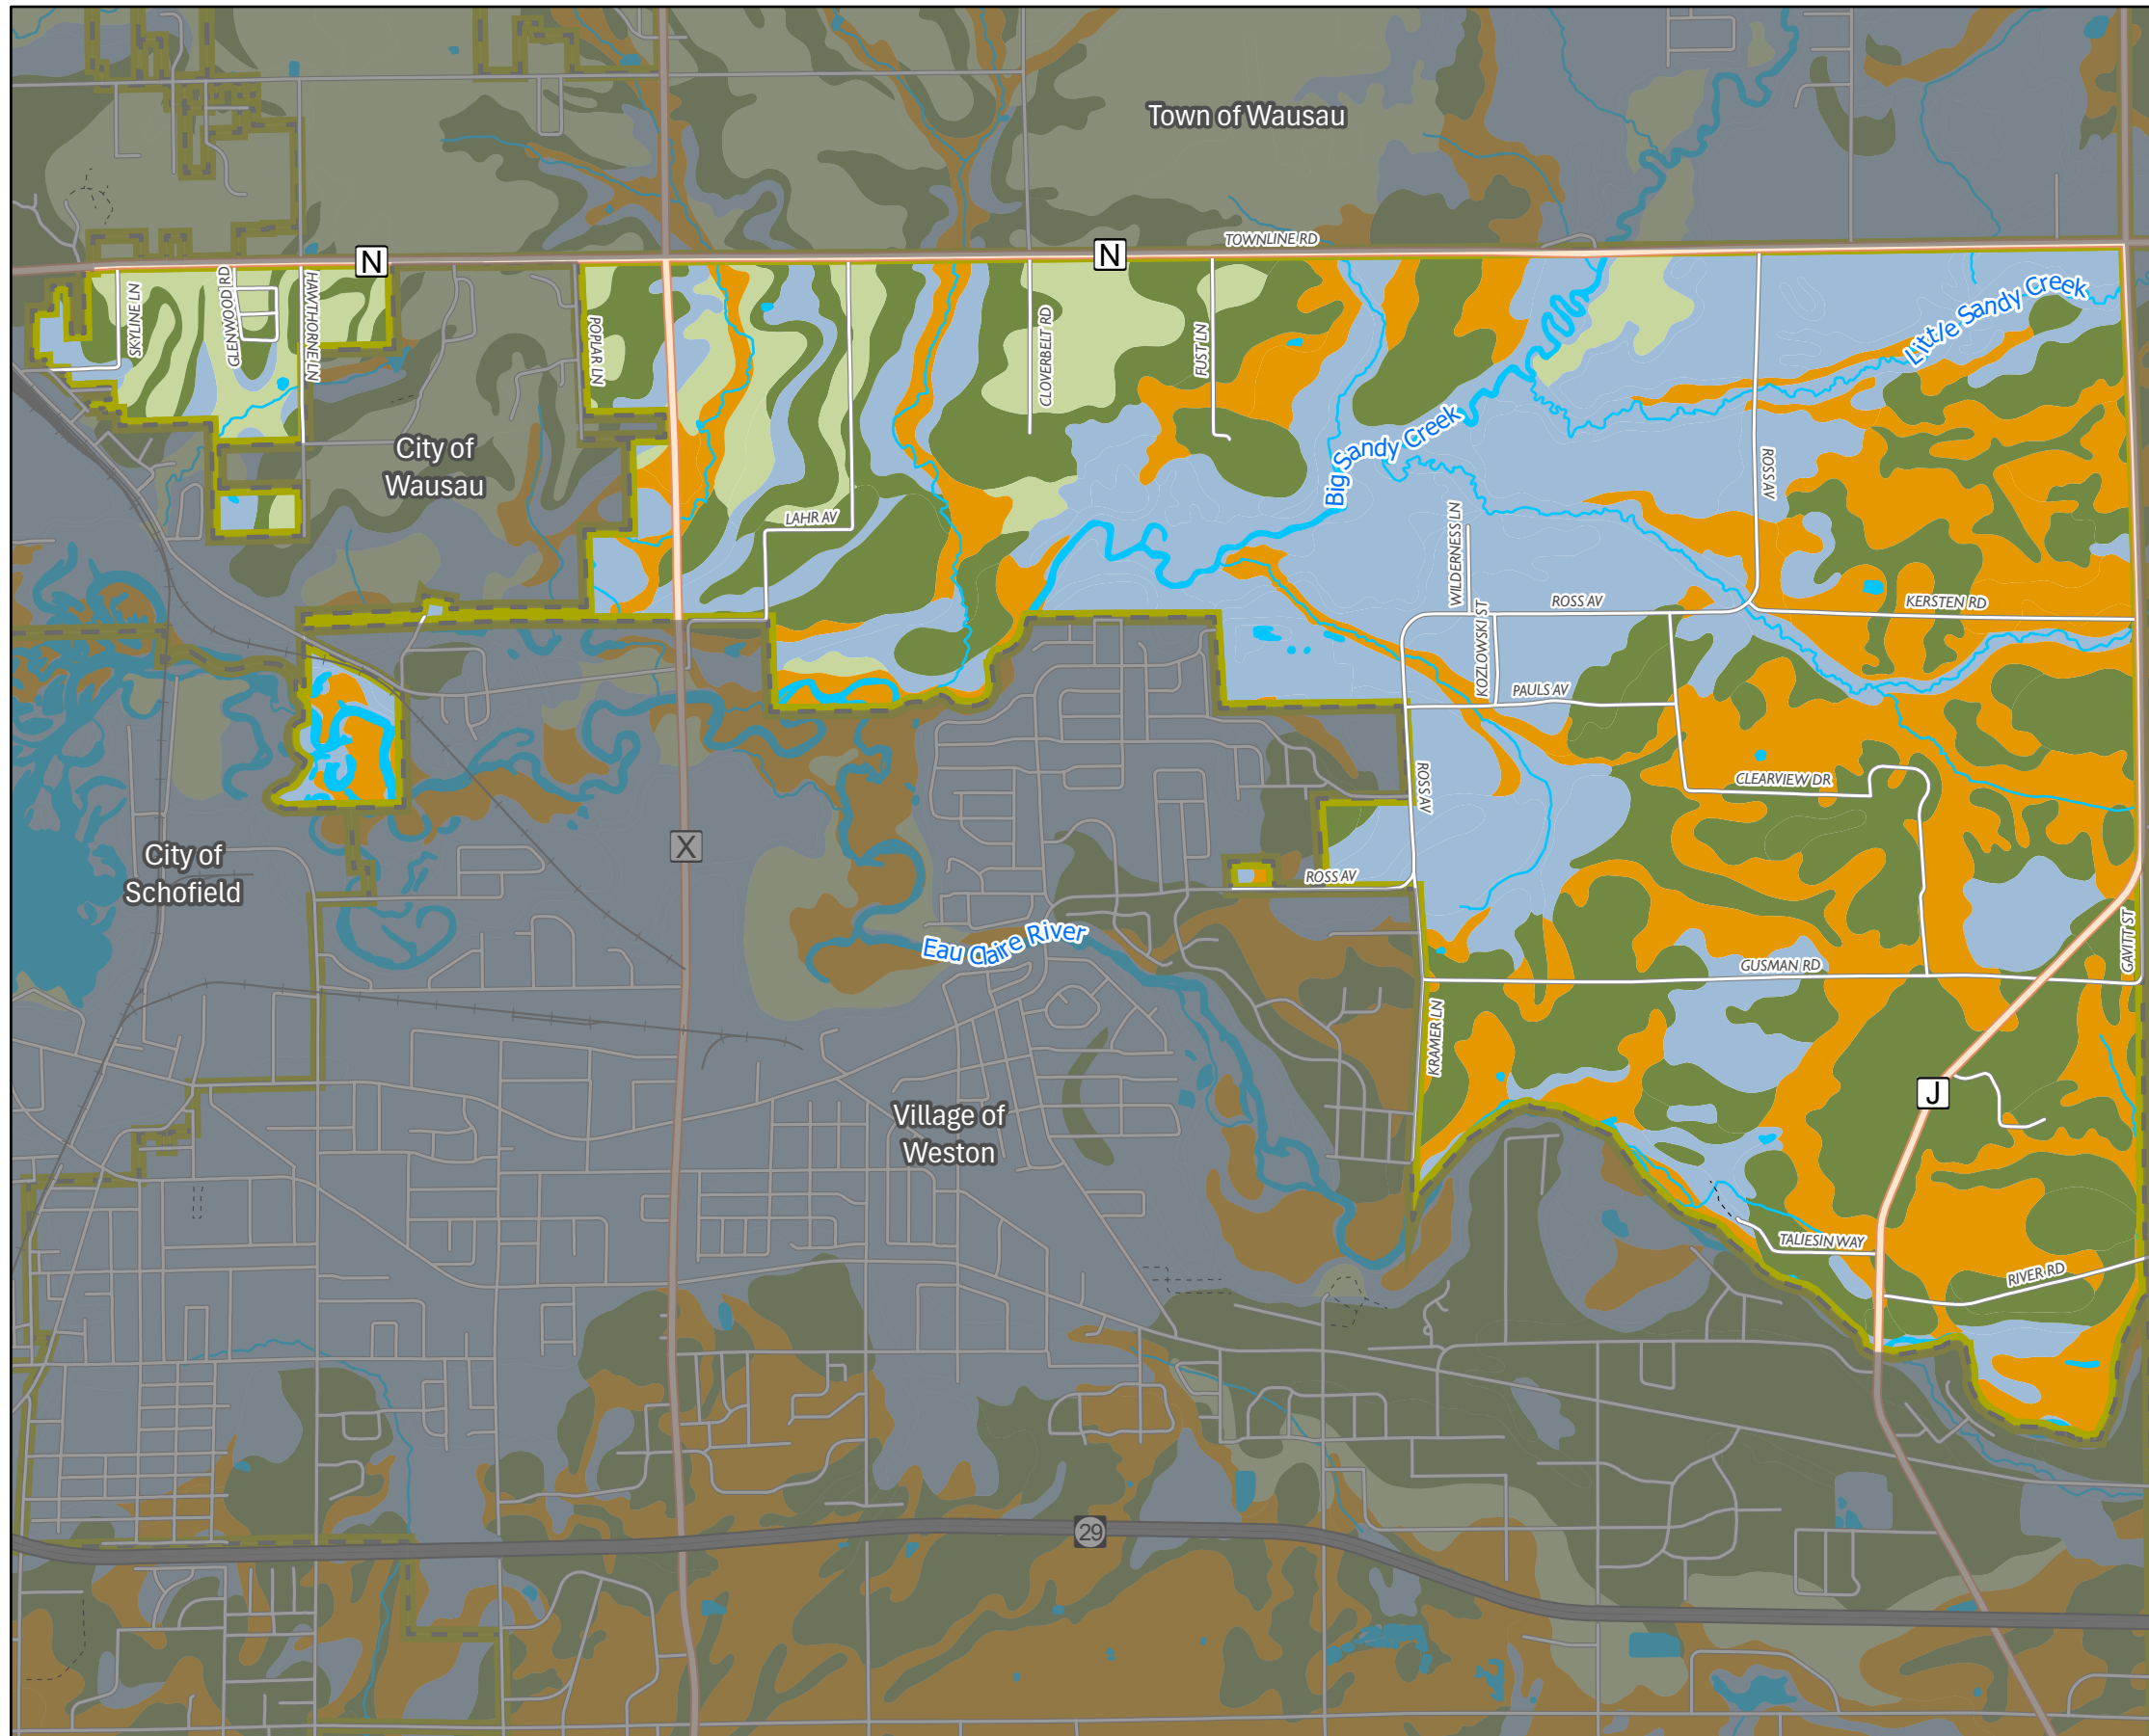 Town of Wausau
TOWNLINE RD
N
N
SKYLINE LN
GLENWOOD RD
HAWTHORNE LN
POPLAR LN
CLOVERBELT RD
FUST LN
Little Sandy Creek
Big Sandy Creek
City of
Wausau
ROSS AV
LAHR AV
WILDERNESS LN
ROSS AV
KERSTEN RD
KOZLOWSKI ST
PAULS AV
ROSS AV
CLEARVIEW DR
X
City of
Schofield
ROSS AV
Eau Claire River
GAVITT ST
GUSMAN RD
KRAMER LN
J
Village of
Weston
TALIESIN WAY
RIVER RD
29